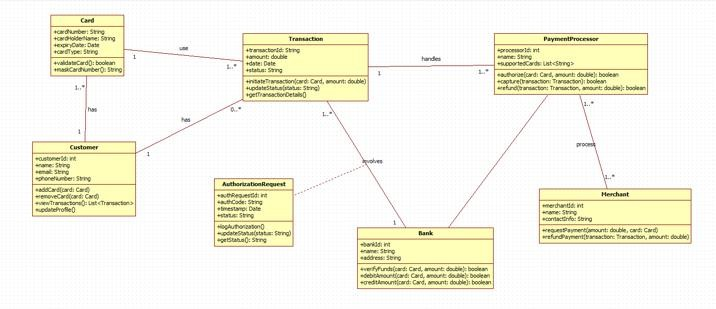 Card
+cardNumber: String
+cardHolderName: String
+expiryDate: Date
+cardType: String
+validateCard(): boolean
+maskCardNumber(): String
Transaction
+transactionId: String
+amount: double
+date: Date
+status: String
+initiateTransaction(card: Card, amount: double)
+updateStatus(status: String)
+getTransactionDetails()
PaymentProcessor
+processorId: int
+name: String
+supportedCards: List<String>
+authorize(card: Card, amount: double): boolean
+capture(transaction: Transaction): boolean
+refund(transaction: Transaction, amount: double): boolean
use
1
1..*
handles
1..*
1..*
1..*
has
1
has
1
0..*
1..*
involves
1
1..*
process
1..*
Customer
+customerId: int
+name: String
+email: String
+phoneNumber: String
+addCard(card: Card)
+removeCard(card: Card)
+viewTransactions(): List<Transaction>
+updateProfile()
AuthorizationRequest
+authRequestId: int
+authCode: String
+timestamp: Date
+status: String
+logAuthorization()
+updateStatus(status: String)
+getStatus(): String
Merchant
+merchantId: int
+name: String
+contactInfo: String
+requestPayment(amount: double, card: Card)
+refundPayment(transaction: Transaction, amount: double)
Bank
+bankId: int
+name: String
+address: String
+verifyFunds(card: Card, amount: double): boolean
+debitAmount(card: Card, amount: double): boolean
+creditAmount(card: Card, amount: double): boolean